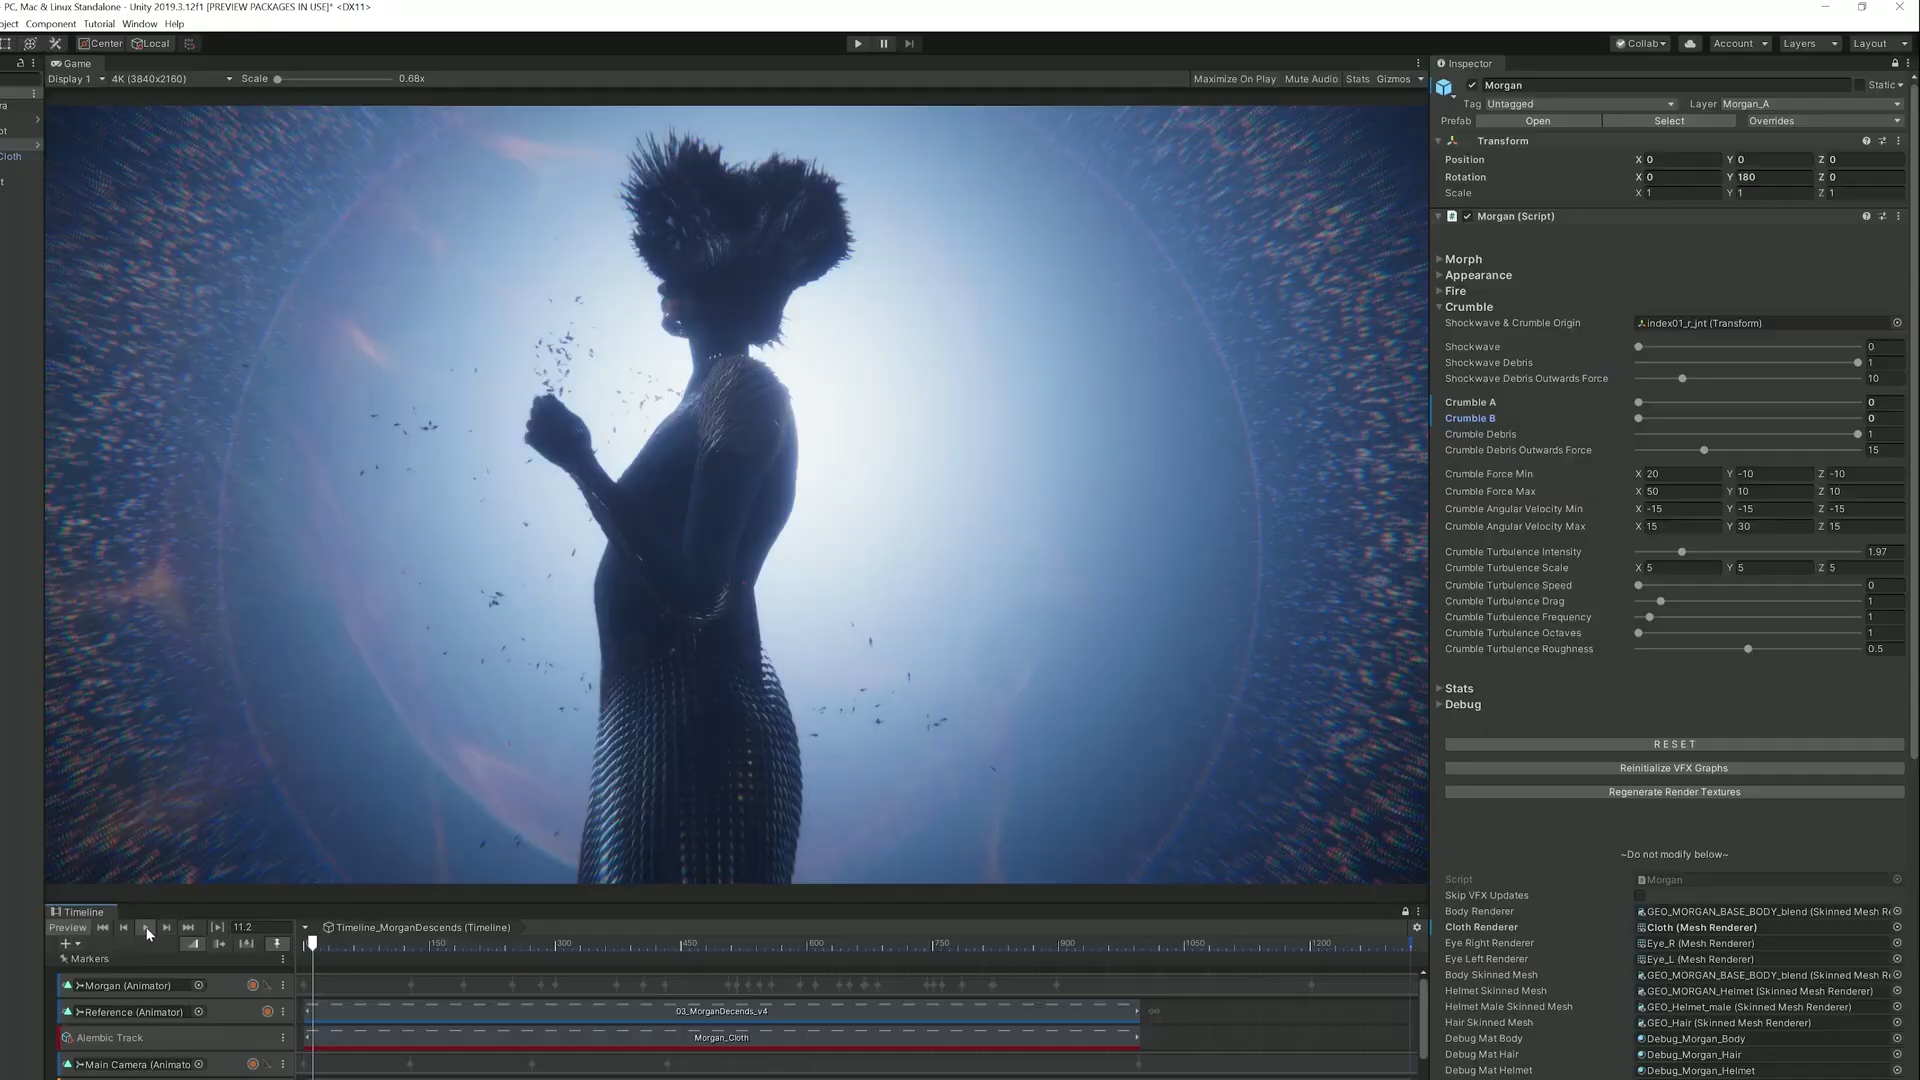 - PC, Mac & Linux Standalone - Unity 2019.3.12f1 [PREVIEW PACKAGES IN USE]* <DX11>
oject Component Tutorial Window Help
Center Local
Collab Account Layers Layout
Game
Display 1 4K (3840x2160) Scale 0.68x Maximize On Play Mute Audio Stats Gizmos
ra
ot
Cloth
t
Inspector
Morgan Static
Tag Untagged Layer Morgan_A
Prefab Open Select Overrides
Transform
Position X 0 Y 0 Z 0
Rotation X 0 Y 180 Z 0
Scale X 1 Y 1 Z 1
# Morgan (Script)
Morph
Appearance
Fire
Crumble
Shockwave & Crumble Origin index01_r_jnt (Transform)
Shockwave 0
Shockwave Debris 1
Shockwave Debris Outwards Force 10
Crumble A 0
Crumble B 0
Crumble Debris 1
Crumble Debris Outwards Force 15
Crumble Force Min X 20 Y -10 Z -10
Crumble Force Max X 50 Y 10 Z 10
Crumble Angular Velocity Min X -15 Y -15 Z -15
Crumble Angular Velocity Max X 15 Y 30 Z 15
Crumble Turbulence Intensity 1.97
Crumble Turbulence Scale X 5 Y 5 Z 5
Crumble Turbulence Speed 0
Crumble Turbulence Drag 1
Crumble Turbulence Frequency 1
Crumble Turbulence Octaves 1
Crumble Turbulence Roughness 0.5
Stats
Debug
R E S E T
Reinitialize VFX Graphs
Regenerate Render Textures
~Do not modify below~
Script Morgan
Skip VFX Updates
Body Renderer GEO_MORGAN_BASE_BODY_blend (Skinned Mesh Re
Cloth Renderer Cloth (Mesh Renderer)
Eye Right Renderer Eye_R (Mesh Renderer)
Eye Left Renderer Eye_L (Mesh Renderer)
Body Skinned Mesh GEO_MORGAN_BASE_BODY_blend (Skinned Mesh Re
Helmet Skinned Mesh GEO_MORGAN_Helmet (Skinned Mesh Renderer)
Helmet Male Skinned Mesh GEO_Helmet_male (Skinned Mesh Renderer)
Hair Skinned Mesh GEO_Hair (Skinned Mesh Renderer)
Debug Mat Body Debug_Morgan_Body
Debug Mat Hair Debug_Morgan_Hair
Debug Mat Helmet Debug_Morgan_Helmet
Timeline
Preview 11.2 Timeline_MorganDescends (Timeline)
150 300 450 600 750 900 1050 1200
Markers
Morgan (Animator)
Reference (Animator) 03_MorganDecends_v4
Alembic Track Morgan_Cloth
Main Camera (Animato